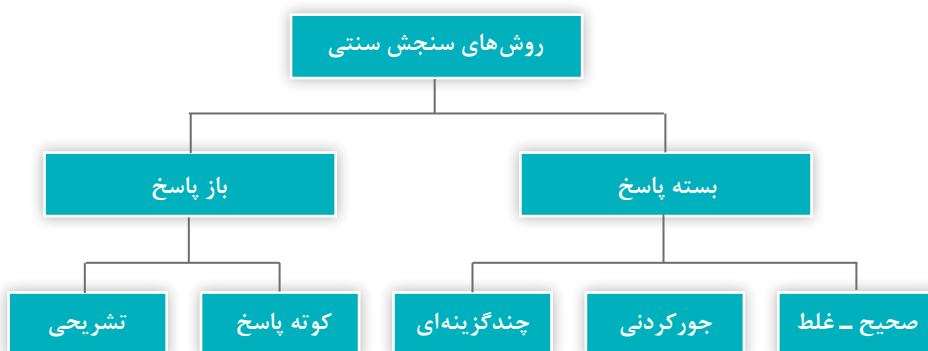 روش‌های سنجش سنتی
بسته پاسخ
باز پاسخ
صحیح ـ غلط
جورکردنی
چندگزینه‌ای
کوته پاسخ
تشریحی